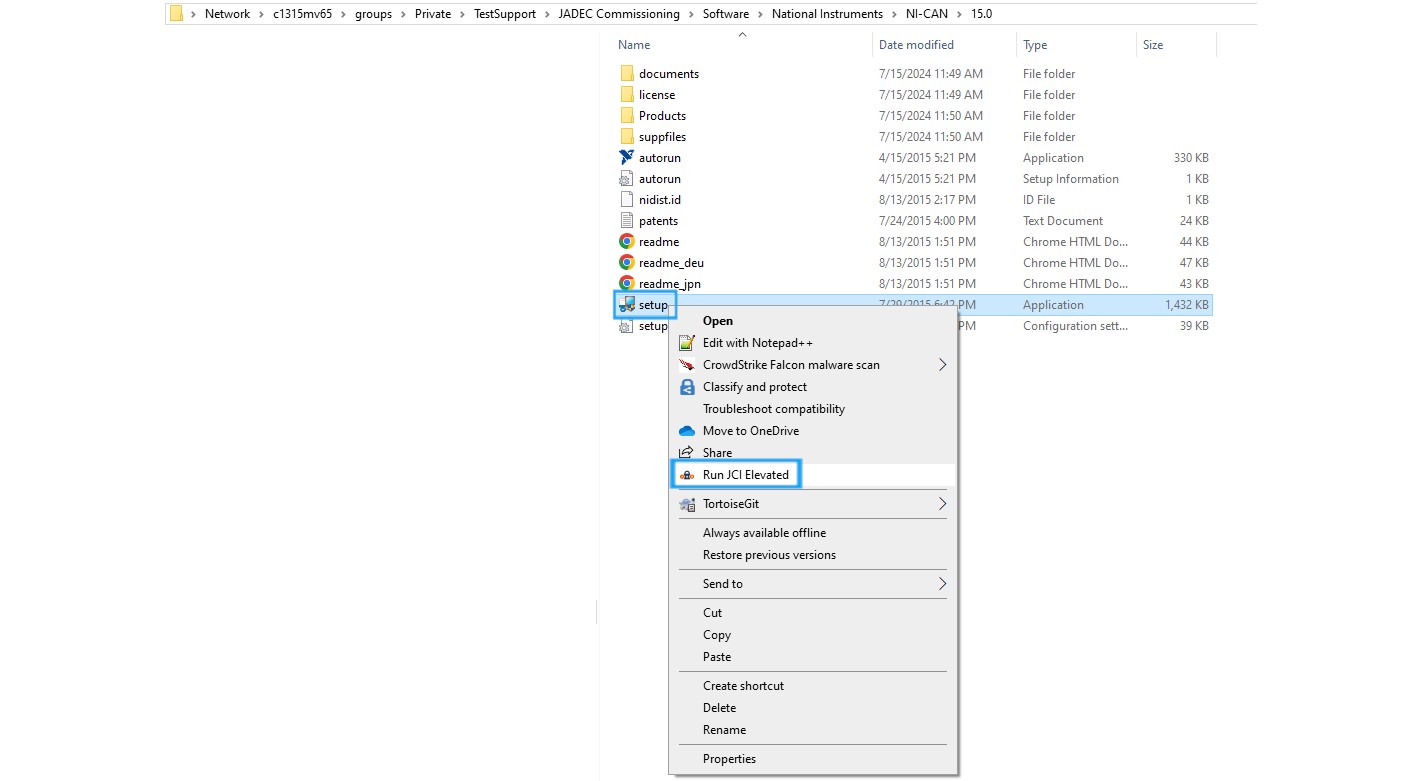 Network > c1315mv65 > groups > Private > TestSupport > JADEC Commissioning > Software > National Instruments > NI-CAN > 15.0
Name Date modified Type Size
documents 7/15/2024 11:49 AM File folder
license 7/15/2024 11:49 AM File folder
Products 7/15/2024 11:50 AM File folder
suppfiles 7/15/2024 11:50 AM File folder
autorun 4/15/2015 5:21 PM Application 330 KB
autorun 4/15/2015 5:21 PM Setup Information 1 KB
nidist.id 8/13/2015 2:17 PM ID File 1 KB
patents 7/24/2015 4:00 PM Text Document 24 KB
readme 8/13/2015 1:51 PM Chrome HTML Do... 44 KB
readme_deu 8/13/2015 1:51 PM Chrome HTML Do... 47 KB
readme_jpn 8/13/2015 1:51 PM Chrome HTML Do... 43 KB
setup 7/29/2015 6:42 PM Application 1,432 KB
setup PM Configuration sett... 39 KB
Open
Edit with Notepad++
CrowdStrike Falcon malware scan
Classify and protect
Troubleshoot compatibility
Move to OneDrive
Share
Run JCI Elevated
TortoiseGit
Always available offline
Restore previous versions
Send to
Cut
Copy
Paste
Create shortcut
Delete
Rename
Properties